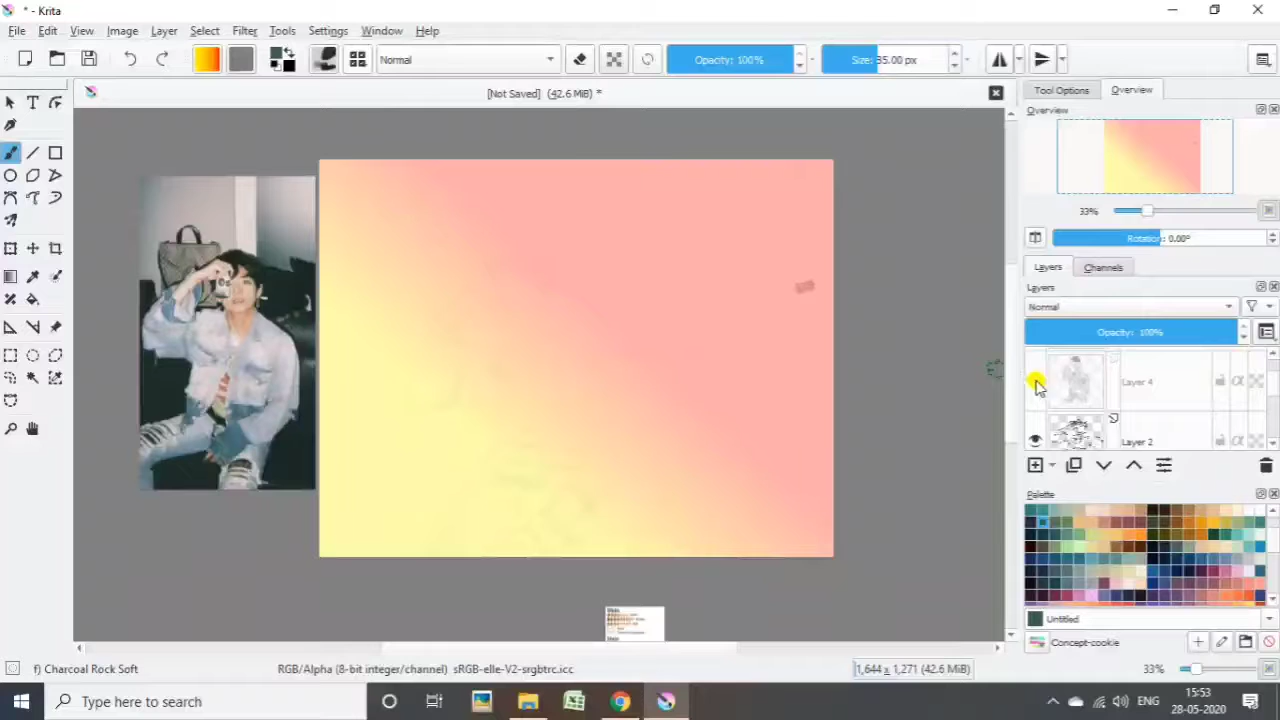 * - Krita
File Edit View Image Layer Select Filter Tools Settings Window Help
Normal
Opacity: 100%
Size: 35.00 px
[Not Saved] (42.6 MiB) *
Tool Options Overview
Overview
33%
Rotation: 0.00°
Layers Channels
Layers
Normal
Opacity: 100%
Layer 4
Layer 2
Palette
Untitled
Concept-cookie
f) Charcoal Rock Soft
RGB/Alpha (8-bit integer/channel) sRGB-elle-V2-srgbtrc.icc
1,644 x 1,271 (42.6 MiB)
33%
Type here to search
ENG
15:53
28-05-2020